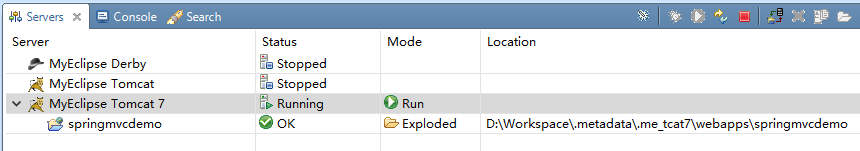 Servers Console Search
Server Status Mode Location
MyEclipse Derby Stopped
MyEclipse Tomcat Stopped
MyEclipse Tomcat 7 Running Run
springmvcdemo OK Exploded D:\Workspace\.metadata\.me_tcat7\webapps\springmvcdemo